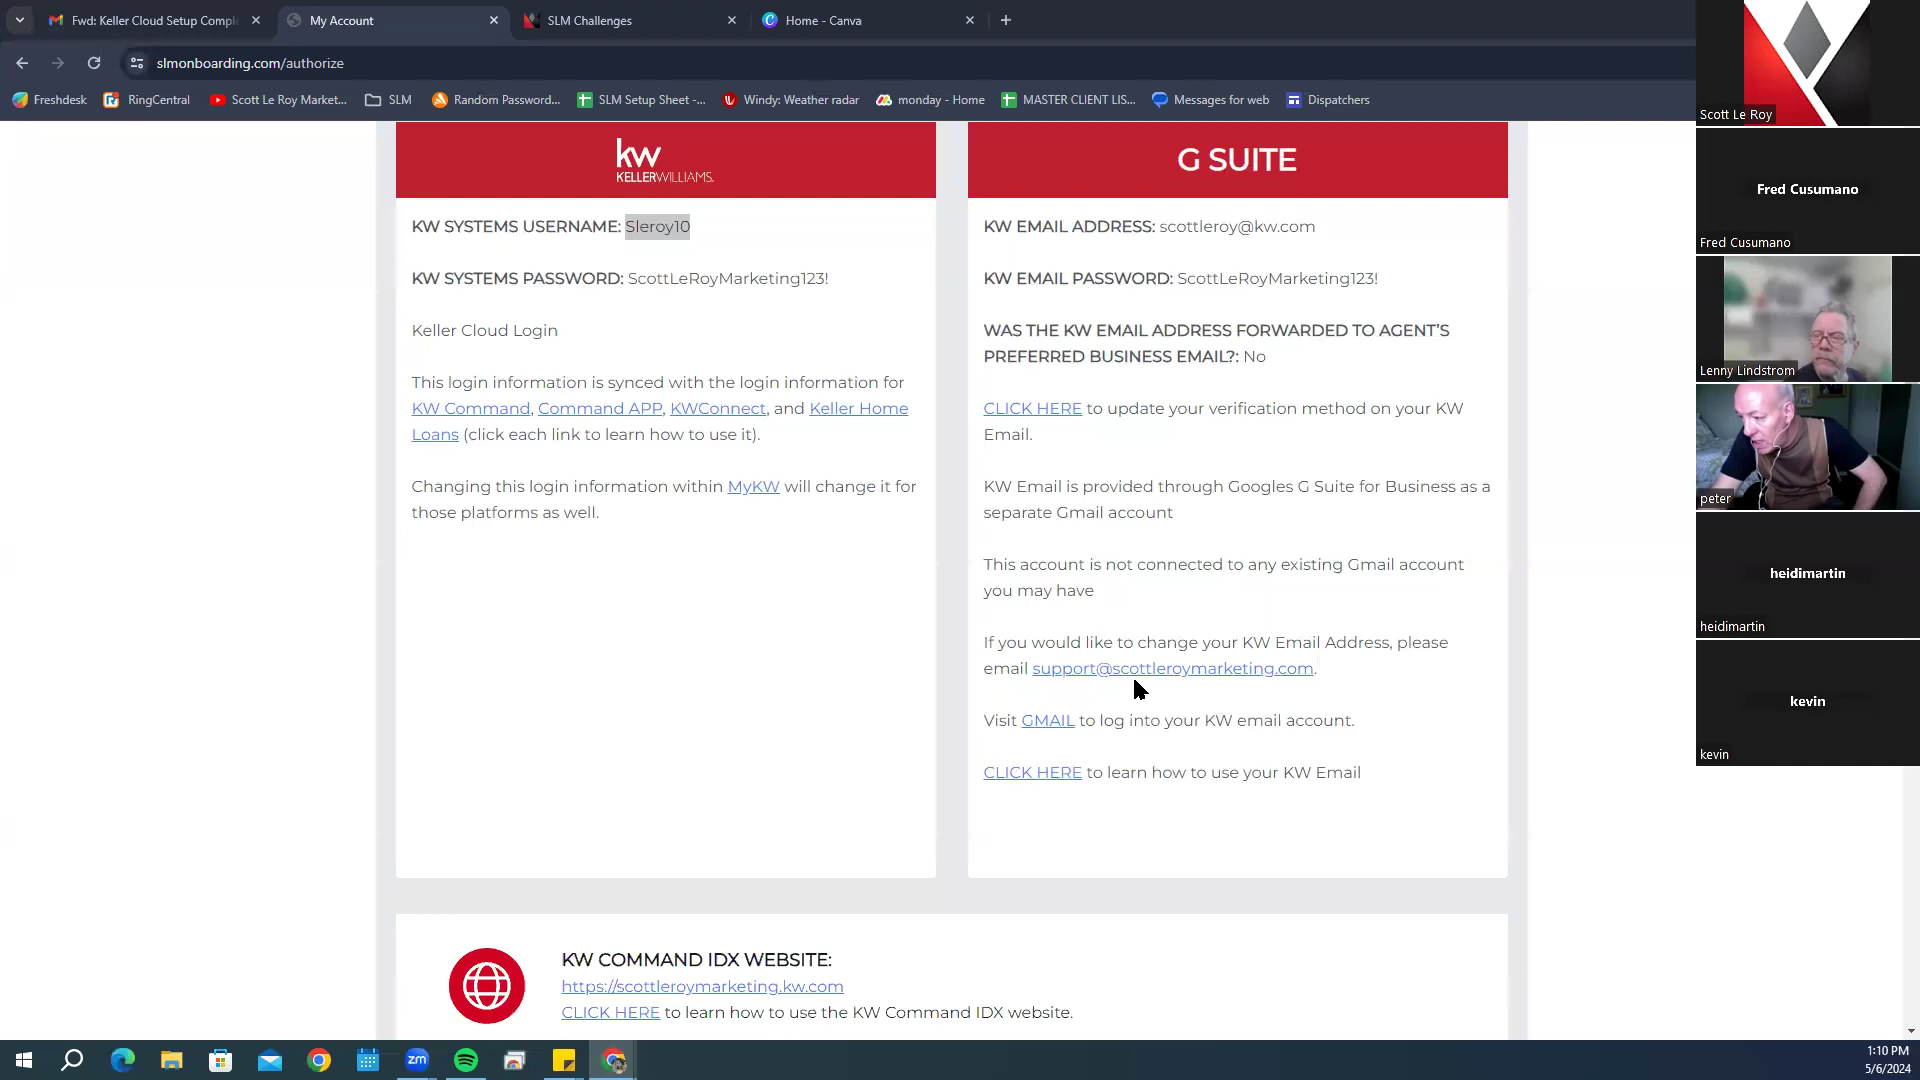 Fwd: Keller Cloud Setup Compl
My Account
SLM Challenges
Home - Canva
slmonboarding.com/authorize
Freshdesk
RingCentral
Scott Le Roy Market...
SLM
Random Password...
SLM Setup Sheet -...
Windy: Weather radar
monday - Home
MASTER CLIENT LIS...
Messages for web
Dispatchers
kw
KELLERWILLIAMS.
KW SYSTEMS USERNAME: Sleroy10
KW SYSTEMS PASSWORD: ScottLeRoyMarketing123!
Keller Cloud Login
This login information is synced with the login information for
KW Command, Command APP, KWConnect, and Keller Home
Loans (click each link to learn how to use it).
Changing this login information within MyKW will change it for
those platforms as well.
G SUITE
KW EMAIL ADDRESS: scottleroy@kw.com
KW EMAIL PASSWORD: ScottLeRoyMarketing123!
WAS THE KW EMAIL ADDRESS FORWARDED TO AGENT'S
PREFERRED BUSINESS EMAIL?: No
CLICK HERE to update your verification method on your KW
Email.
KW Email is provided through Googles G Suite for Business as a
separate Gmail account
This account is not connected to any existing Gmail account
you may have
If you would like to change your KW Email Address, please
email support@scottleroymarketing.com.
Visit GMAIL to log into your KW email account.
CLICK HERE to learn how to use your KW Email
KW COMMAND IDX WEBSITE:
https://scottleroymarketing.kw.com
CLICK HERE to learn how to use the KW Command IDX website.
Scott Le Roy
Fred Cusumano
Fred Cusumano
Lenny Lindstrom
peter
heidimartin
heidimartin
kevin
kevin
zm
1:10 PM
5/6/2024